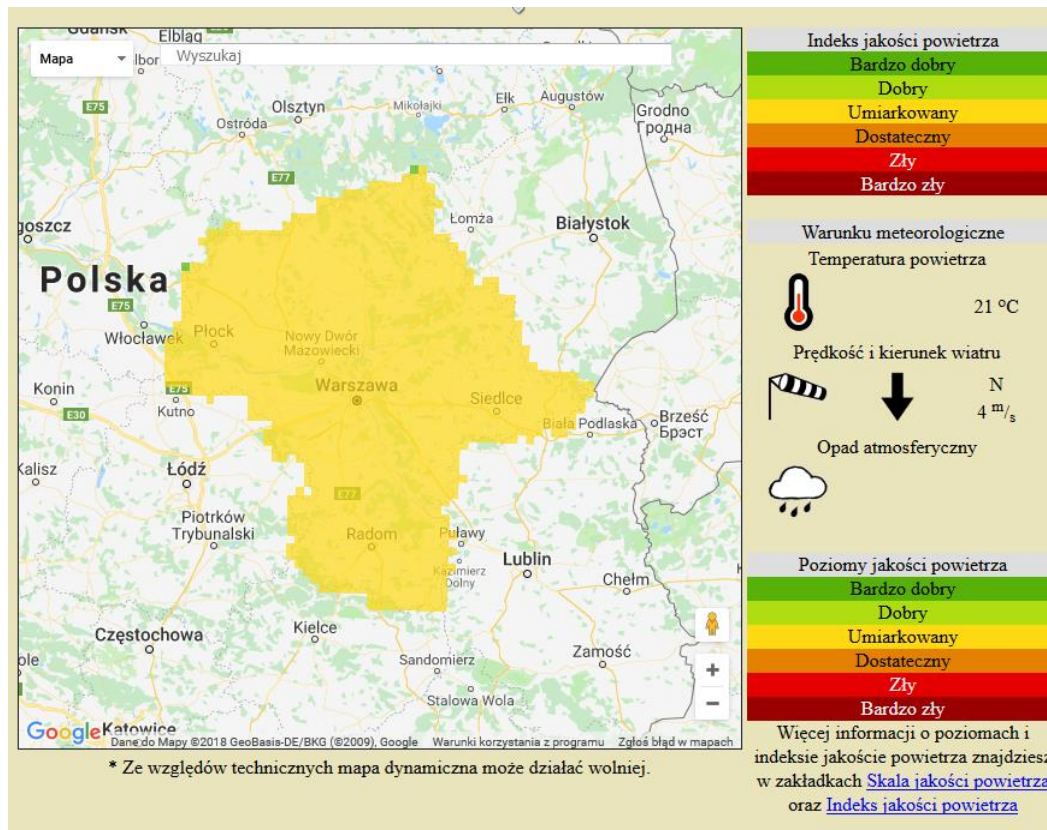 Gdańsk
Elbląg
Mapa
Wyszukaj
lbor
E75
Olsztyn
Mikołajki
Ełk
Augustów
Ostróda
Grodno
Гродна
E77
Łomża
Białystok
goszcz
Polska
E75
Włocławek
Płock
Nowy Dwór
Mazowiecki
Warszawa
Konin
E75
Siedlce
E30
Kutno
Biała Podlaska
Brześć
Брэст
Kalisz
Łódź
E77
Piotrków
Trybunalski
Radom
Puławy
Lublin
Kazimierz
Dolny
Chełm
Częstochowa
Kielce
Zamość
ole
Sandomierz
Stalowa Wola
+
−
Google
Katowice
Dane do Mapy ©2018 GeoBasis-DE/BKG (©2009), Google Warunki korzystania z programu Zgłoś błąd w mapach
* Ze względów technicznych mapa dynamiczna może działać wolniej.
Indeks jakości powietrza
Bardzo dobry
Dobry
Umiarkowany
Dostateczny
Zły
Bardzo zły
Warunku meteorologiczne
Temperatura powietrza
21 °C
Prędkość i kierunek wiatru
N
4 m/s
Opad atmosferyczny
Poziomy jakości powietrza
Bardzo dobry
Dobry
Umiarkowany
Dostateczny
Zły
Bardzo zły
Więcej informacji o poziomach i
indeksie jakoście powietrza znajdziesz
w zakładkach Skala jakości powietrza
oraz Indeks jakości powietrza